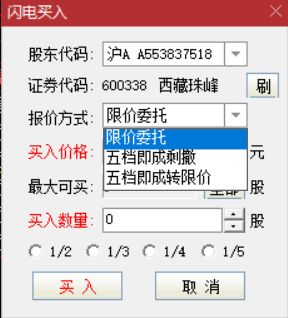 闪电买入
股东代码: 沪A A553837518
证券代码: 600338 西藏珠峰 刷
报价方式: 限价委托
限价委托
买入价格: 五档即成剩撤 元
最大可买: 五档即成转限价 股
买入数量: 0 股
1/2 1/3 1/4 1/5
买入 取消